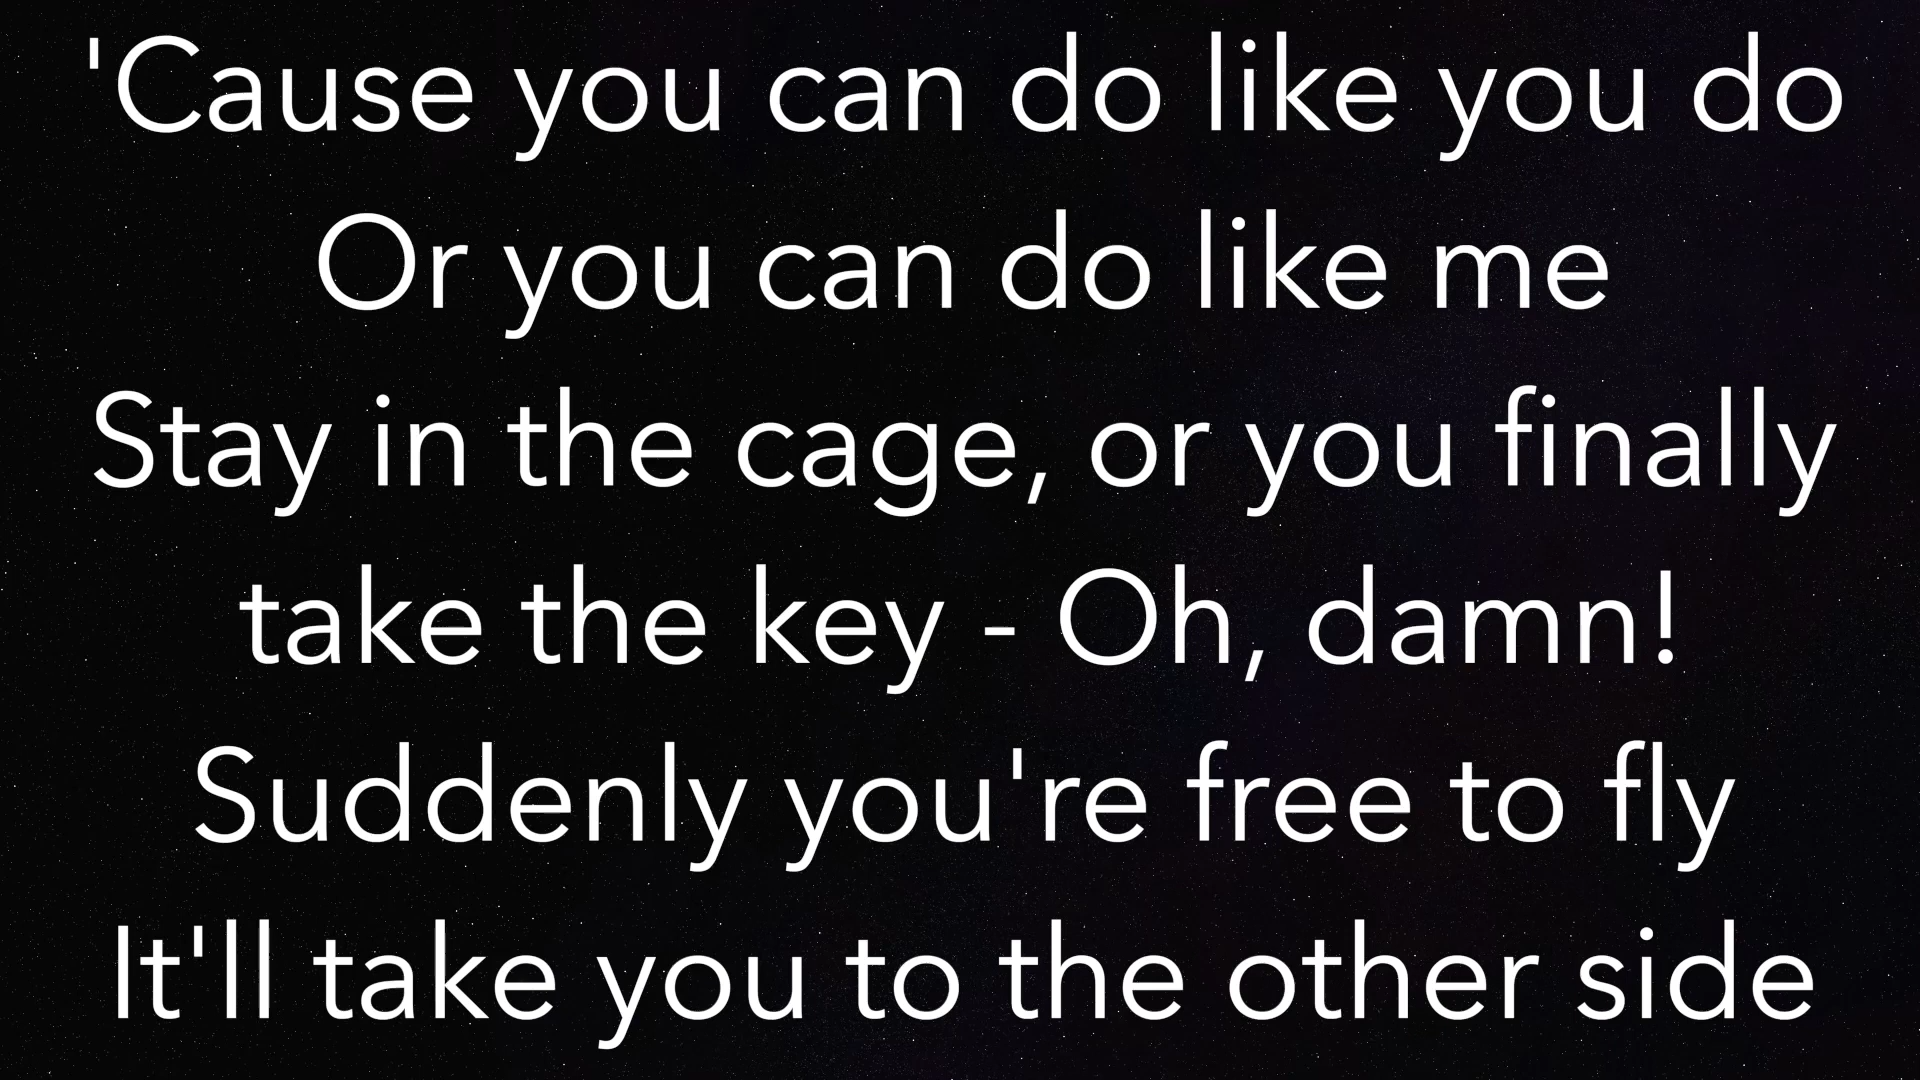 'Cause you can do like you do
Or you can do like me
Stay in the cage, or you finally
take the key - Oh, damn!
Suddenly you're free to fly
It'll take you to the other side